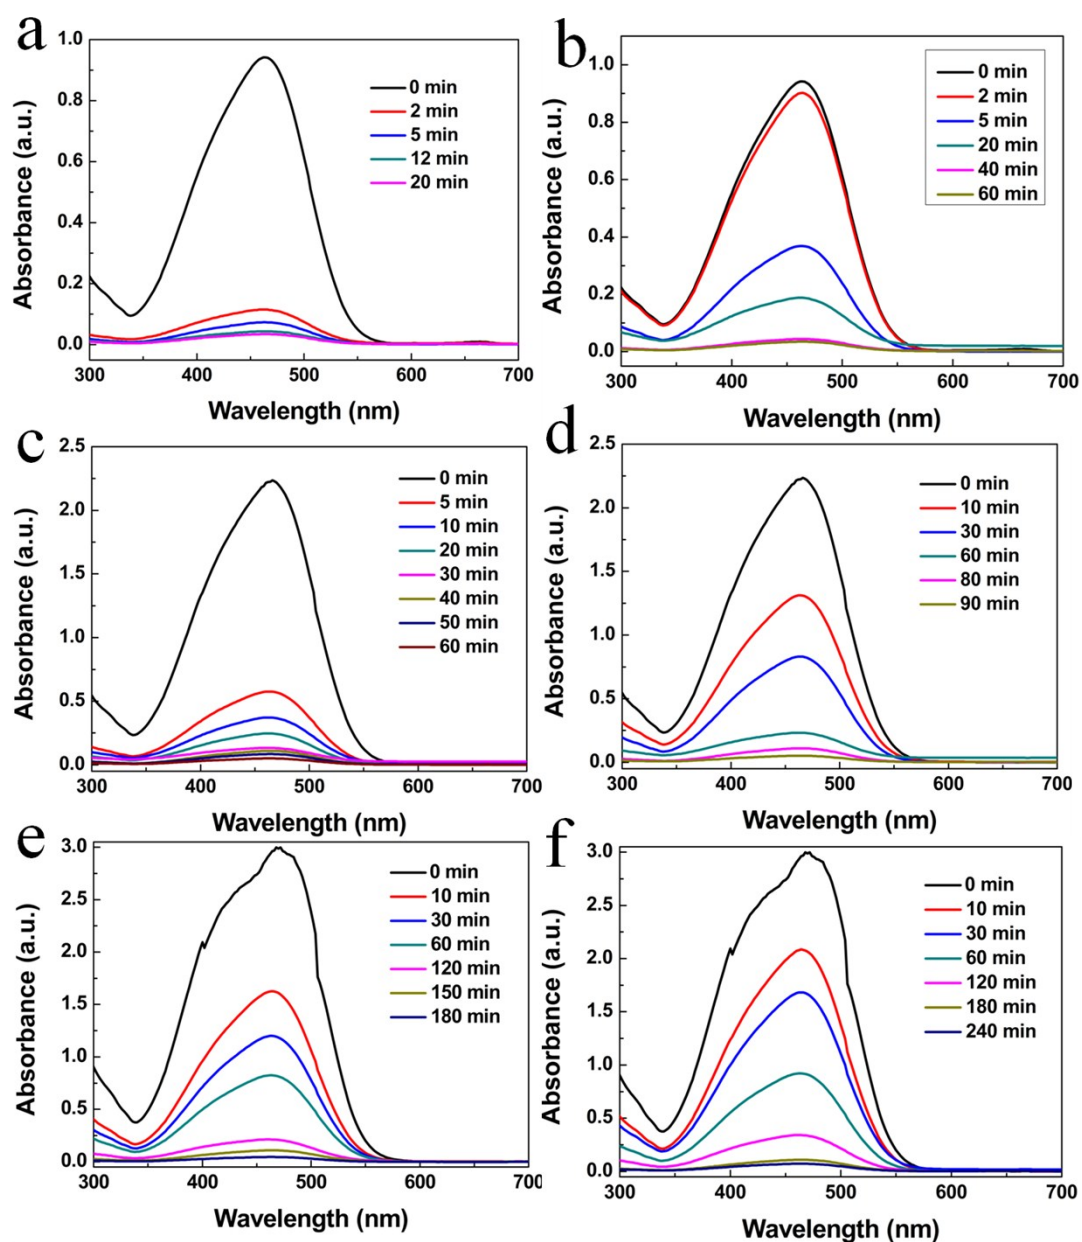 a
1.0
0.8
0.6
0.4
0.2
0.0
Absorbance (a.u.)
0 min
2 min
5 min
12 min
20 min
300 400 500 600 700
Wavelength (nm)
b
1.0
0.8
0.6
0.4
0.2
0.0
Absorbance (a.u.)
0 min
2 min
5 min
20 min
40 min
60 min
300 400 500 600 700
Wavelength (nm)
c
2.5
2.0
1.5
1.0
0.5
0.0
Absorbance (a.u.)
0 min
5 min
10 min
20 min
30 min
40 min
50 min
60 min
300 400 500 600 700
Wavelength (nm)
d
2.5
2.0
1.5
1.0
0.5
0.0
Absorbance (a.u.)
0 min
10 min
30 min
60 min
80 min
90 min
300 400 500 600 700
Wavelength (nm)
e
3.0
2.5
2.0
1.5
1.0
0.5
0.0
Absorbance (a.u.)
0 min
10 min
30 min
60 min
120 min
150 min
180 min
300 400 500 600 700
Wavelength (nm)
f
3.0
2.5
2.0
1.5
1.0
0.5
0.0
Absorbance (a.u.)
0 min
10 min
30 min
60 min
120 min
180 min
240 min
300 400 500 600 700
Wavelength (nm)